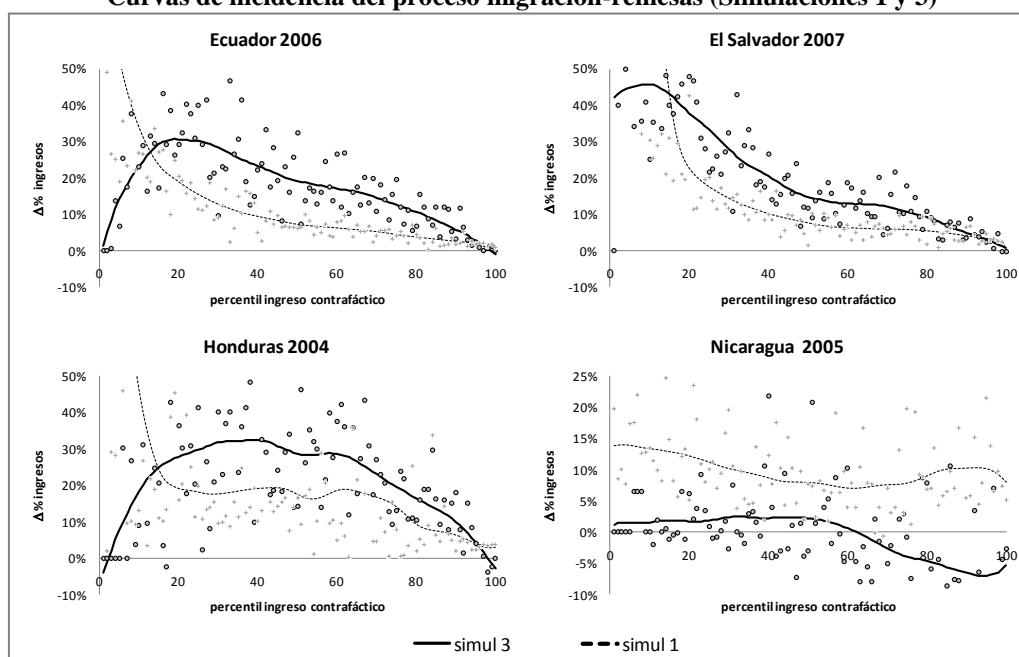 Curvas de incidencia del proceso migración-remesas (Simulaciones 1 y 3)
Ecuador 2006
50%
40%
30%
20%
10%
0%
-10%
Δ% ingresos
0 20 40 60 80 100
percentil ingreso contrafáctico
El Salvador 2007
50%
40%
30%
20%
10%
0%
-10%
Δ% ingresos
0 20 40 60 80 100
percentil ingreso contrafáctico
Honduras 2004
50%
40%
30%
20%
10%
0%
-10%
Δ% ingresos
0 20 40 60 80 100
percentil ingreso contrafáctico
Nicaragua 2005
25%
20%
15%
10%
5%
0%
-5%
-10%
Δ% ingresos
0 20 40 60 80 100
percentil ingreso contrafáctico
simul 3 simul 1